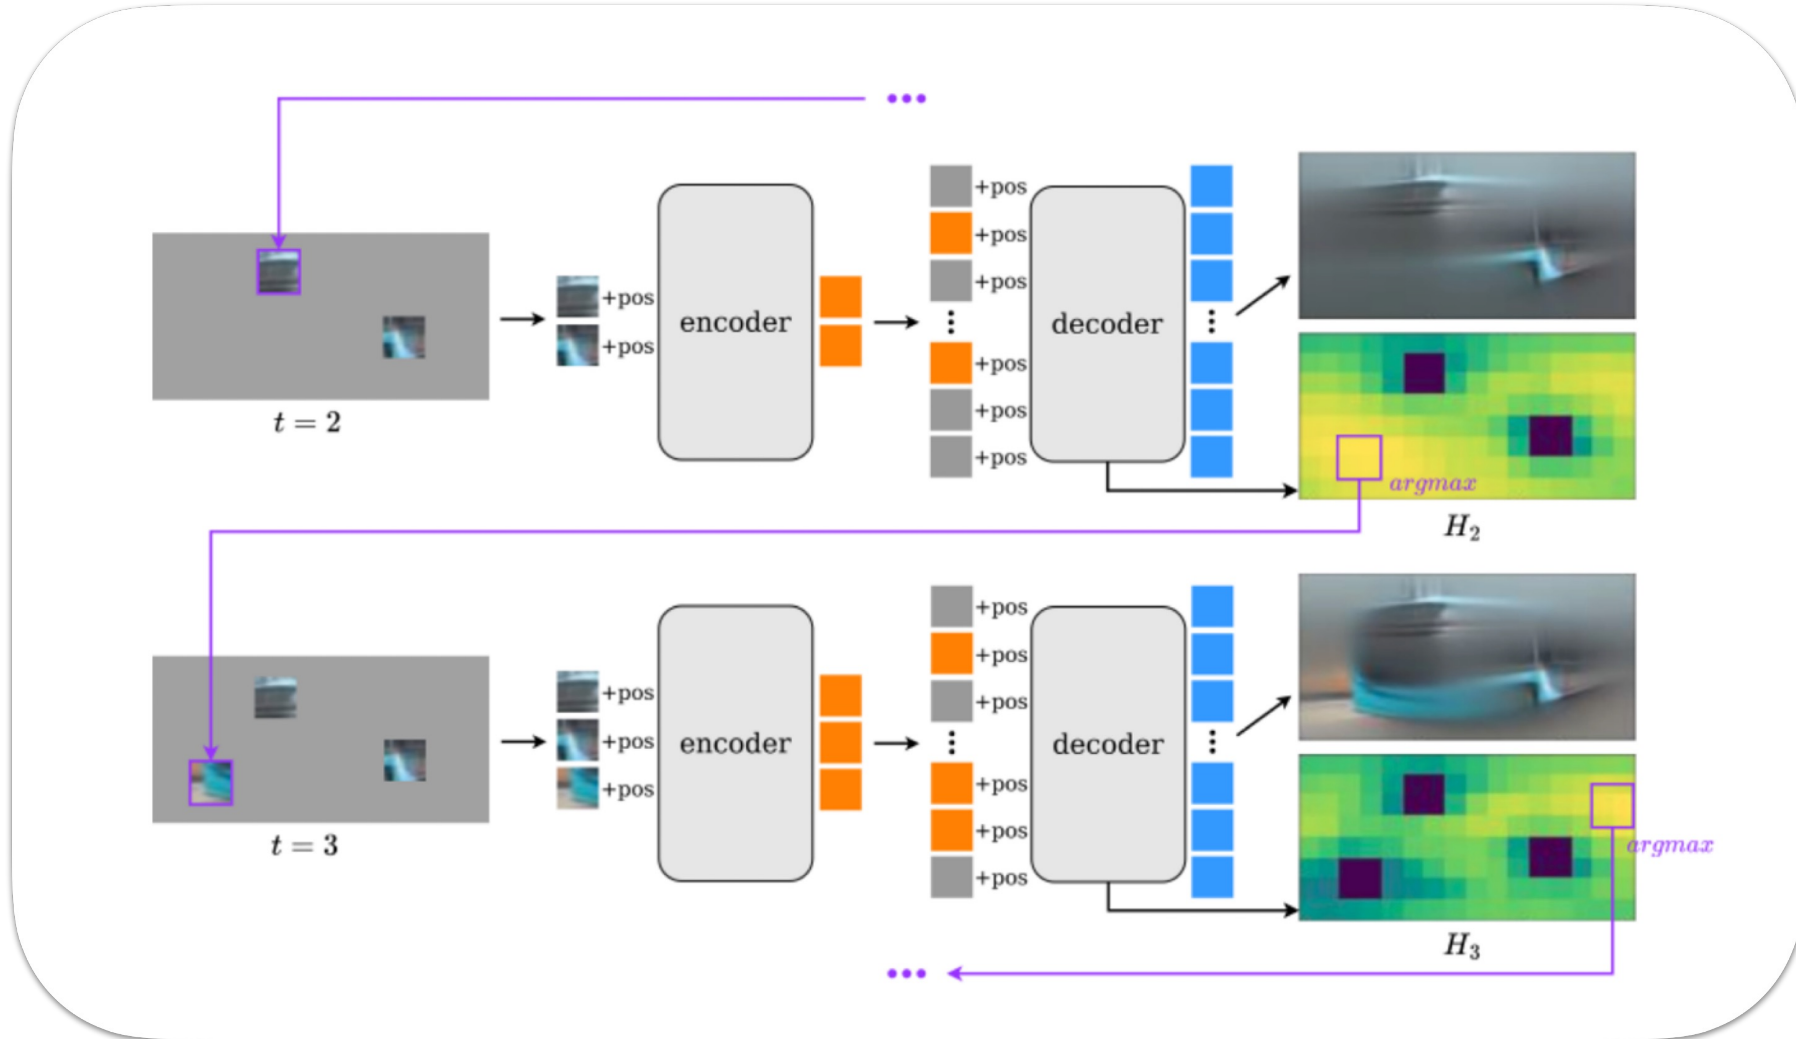 +pos
+pos
+pos
+pos
+pos
encoder
decoder
+pos
+pos
+pos
t = 2
argmax
H₂
+pos
+pos
+pos
+pos
+pos
+pos
encoder
decoder
+pos
+pos
+pos
t = 3
argmax
+pos
H₃